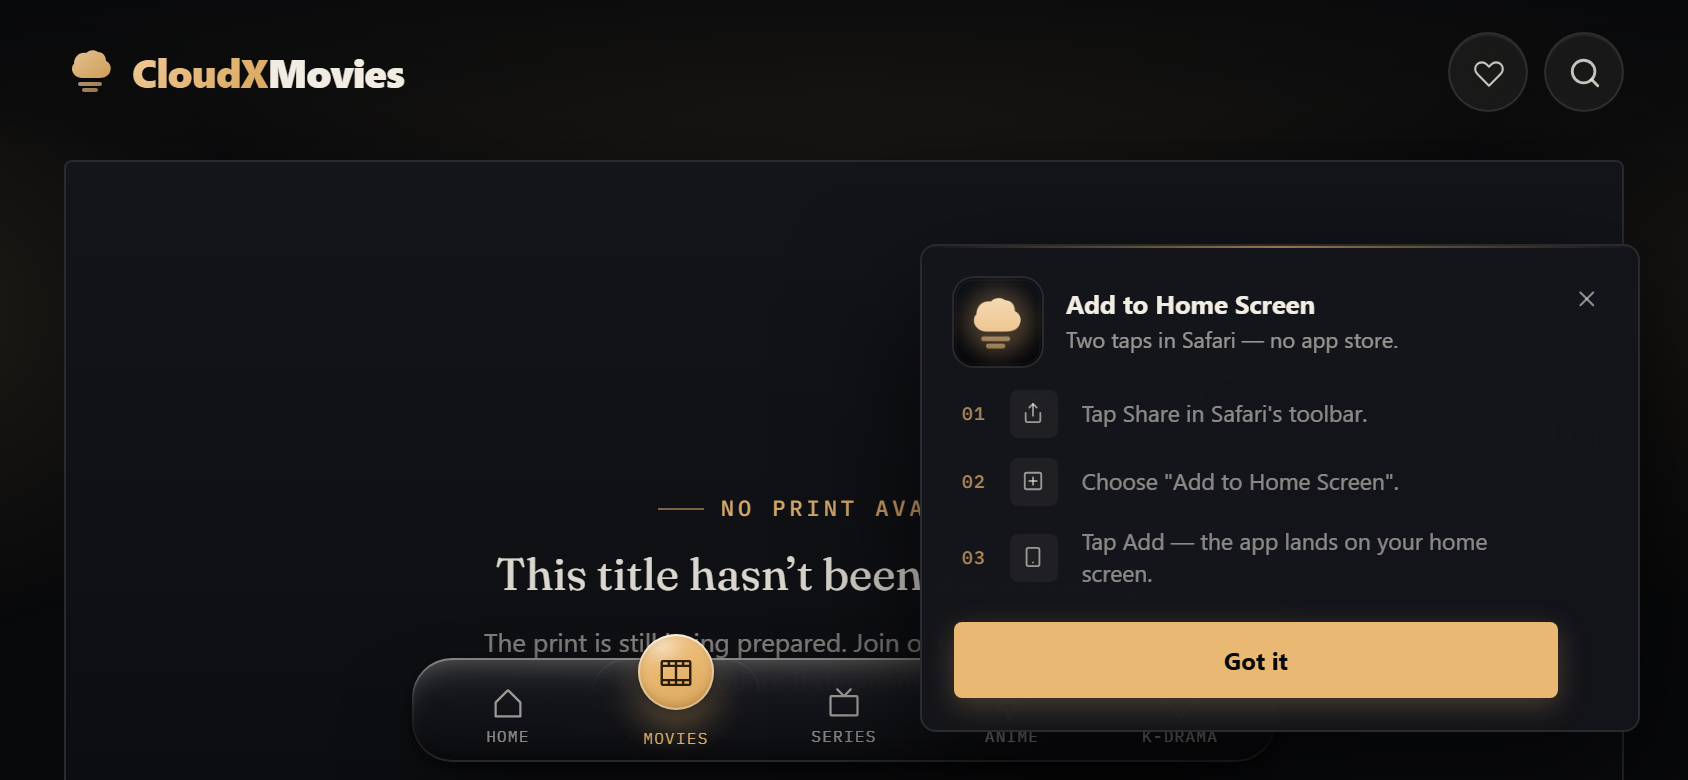 CloudXMovies
Add to Home Screen
Two taps in Safari — no app store.
01 Tap Share in Safari's toolbar.
02 Choose "Add to Home Screen".
03 Tap Add — the app lands on your home
screen.
Got it
NO PRINT AVA
This title hasn’t been
The print is still ing prepared. Join o
HOME
MOVIES
SERIES
ANIME
K-DRAMA